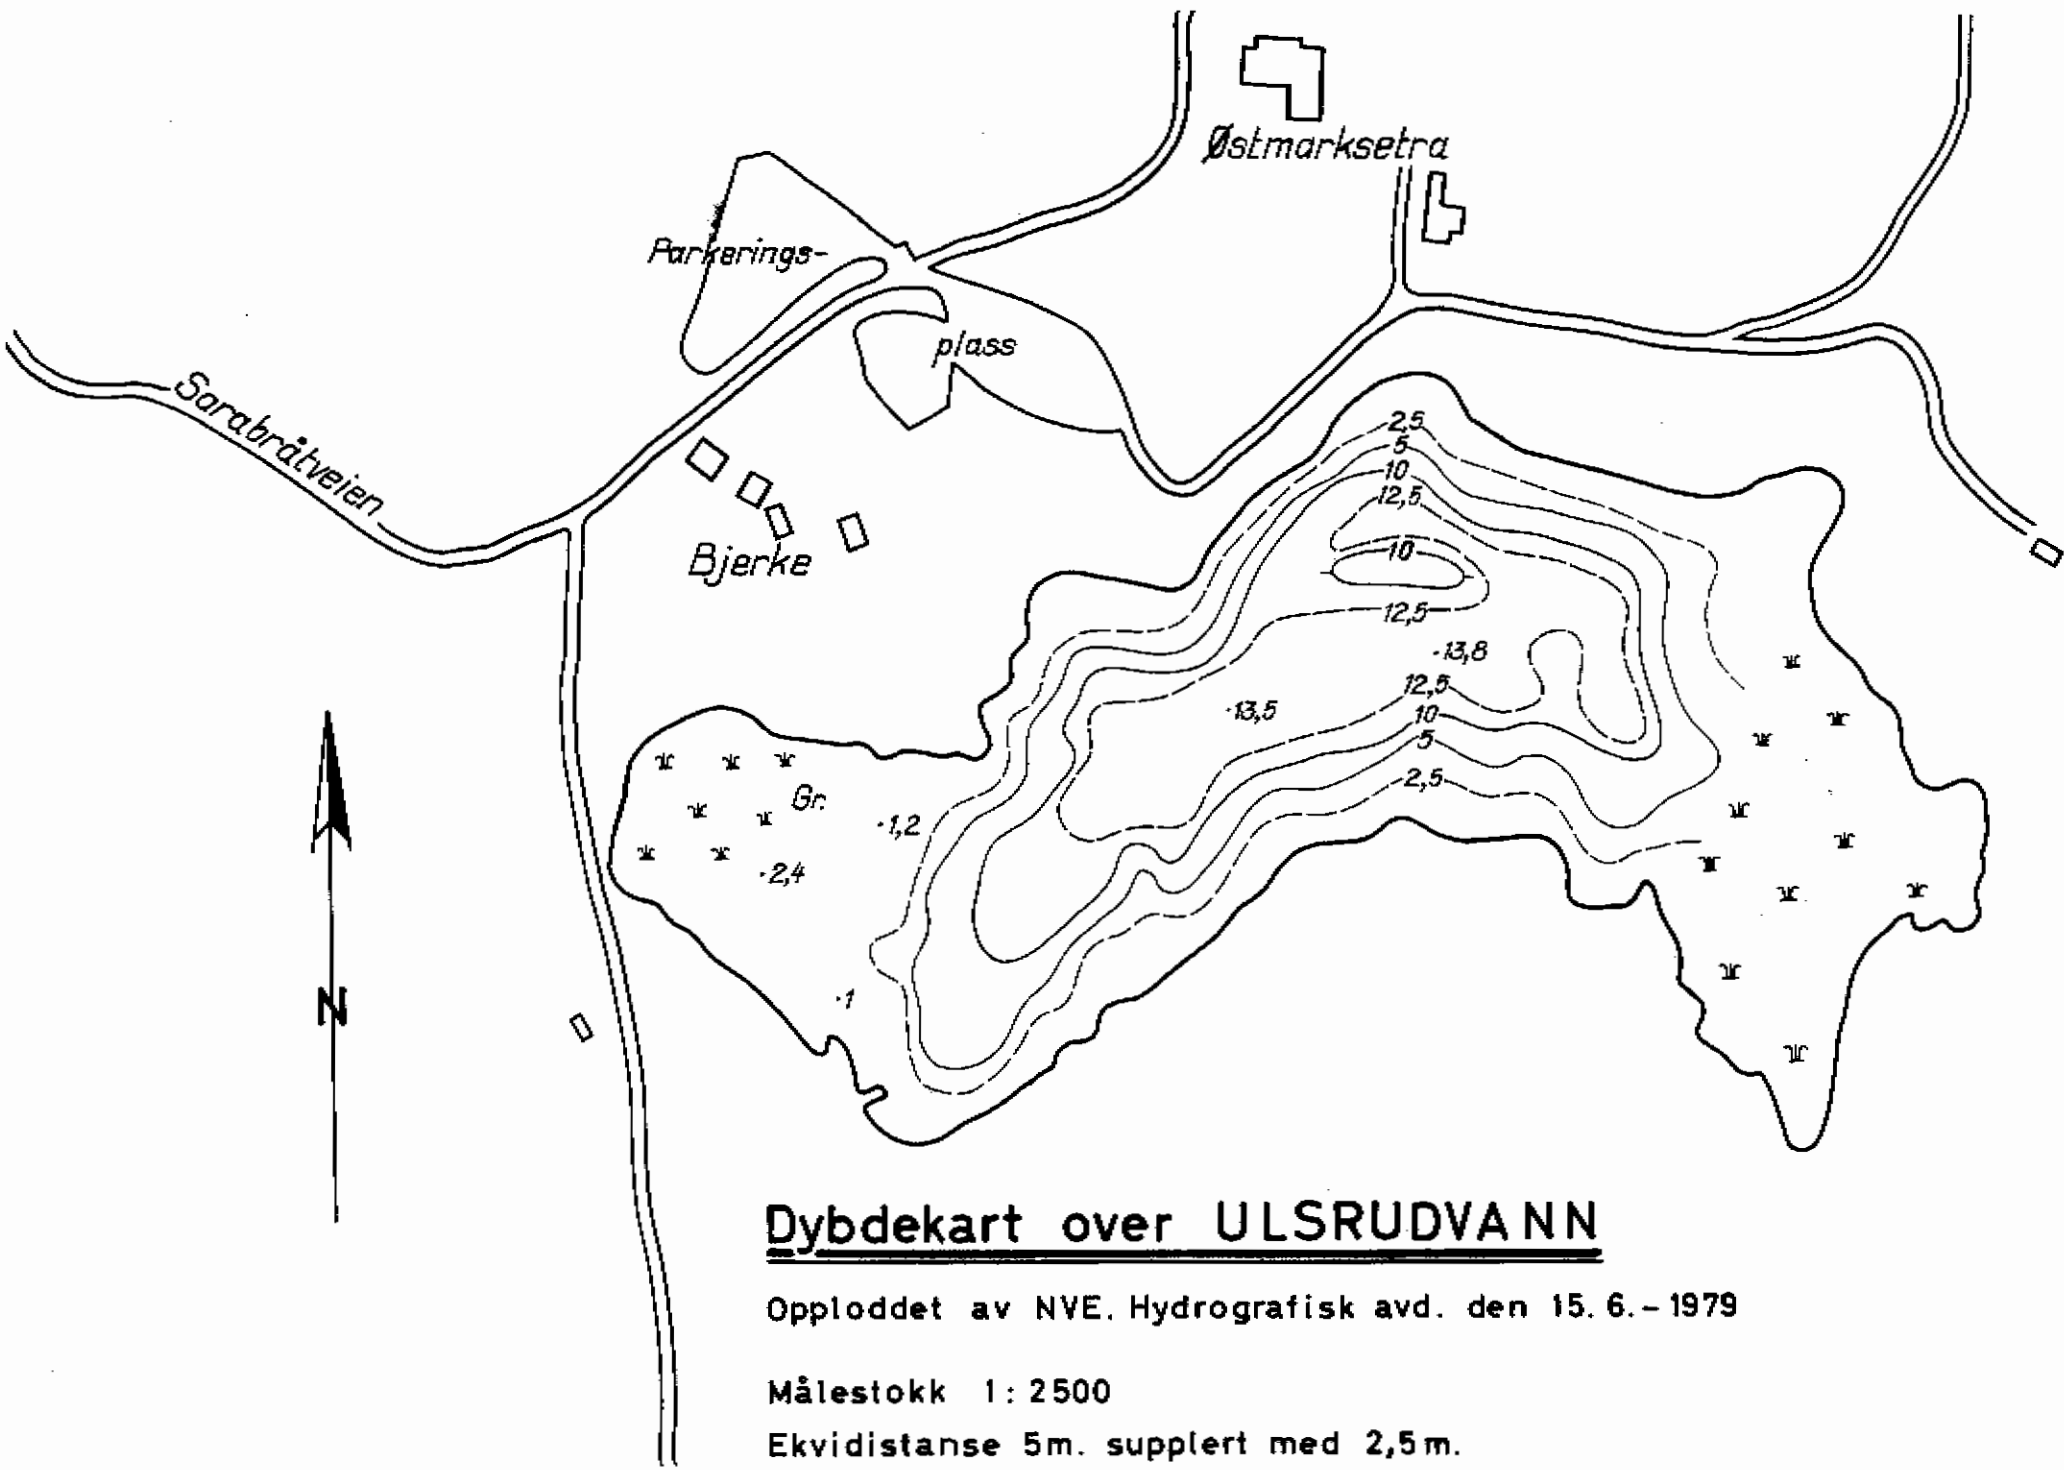 Østmarksetra
Parkerings-
plass
Sarabråtveien
Bjerke
2,5
5
10
12,5
10
12,5
13,8
12,5
13,5
10
5
2,5
Gr.
1,2
2,4
1
N
Dybdekart over ULSRUDVANN
Opploddet av NVE. Hydrografisk avd. den 15. 6. - 1979
Målestokk 1: 2500
Ekvidistanse 5m. supplert med 2,5m.